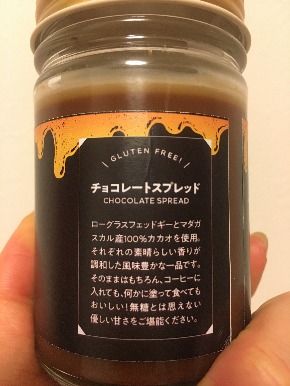 GLUTEN FREE!
チョコレートスプレッド
CHOCOLATE SPREAD
ローグラスフェッドギーとマダガ
スカル産100%カカオを使用。
それぞれの素晴らしい香りが
調和した風味豊かな一品です。
そのままはもちろん、コーヒーに
入れても、何かに塗って食べても
おいしい!無糖とは思えない
優しい甘さをご堪能ください。